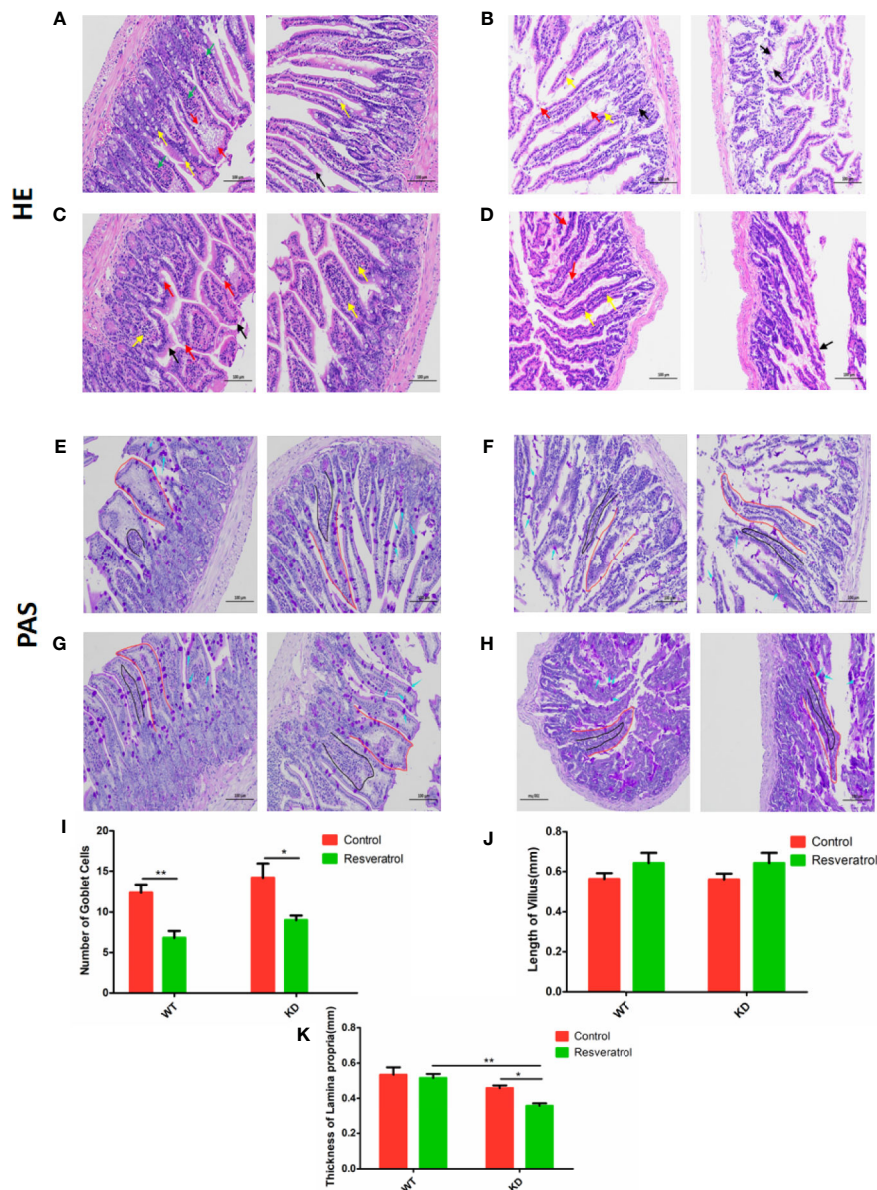 A
B
HE
C
D
E
F
PAS
G
H
I
Number of Goblet Cells
20
15
10
5
0
Control
Resveratrol
**
*
WT
KD
J
Length of Villus(mm)
0.8
0.6
0.4
0.2
0.0
Control
Resveratrol
WT
KD
K
Thickness of Lamina propria(mm)
0.8
0.6
0.4
0.2
0.0
Control
Resveratrol
**
*
WT
KD